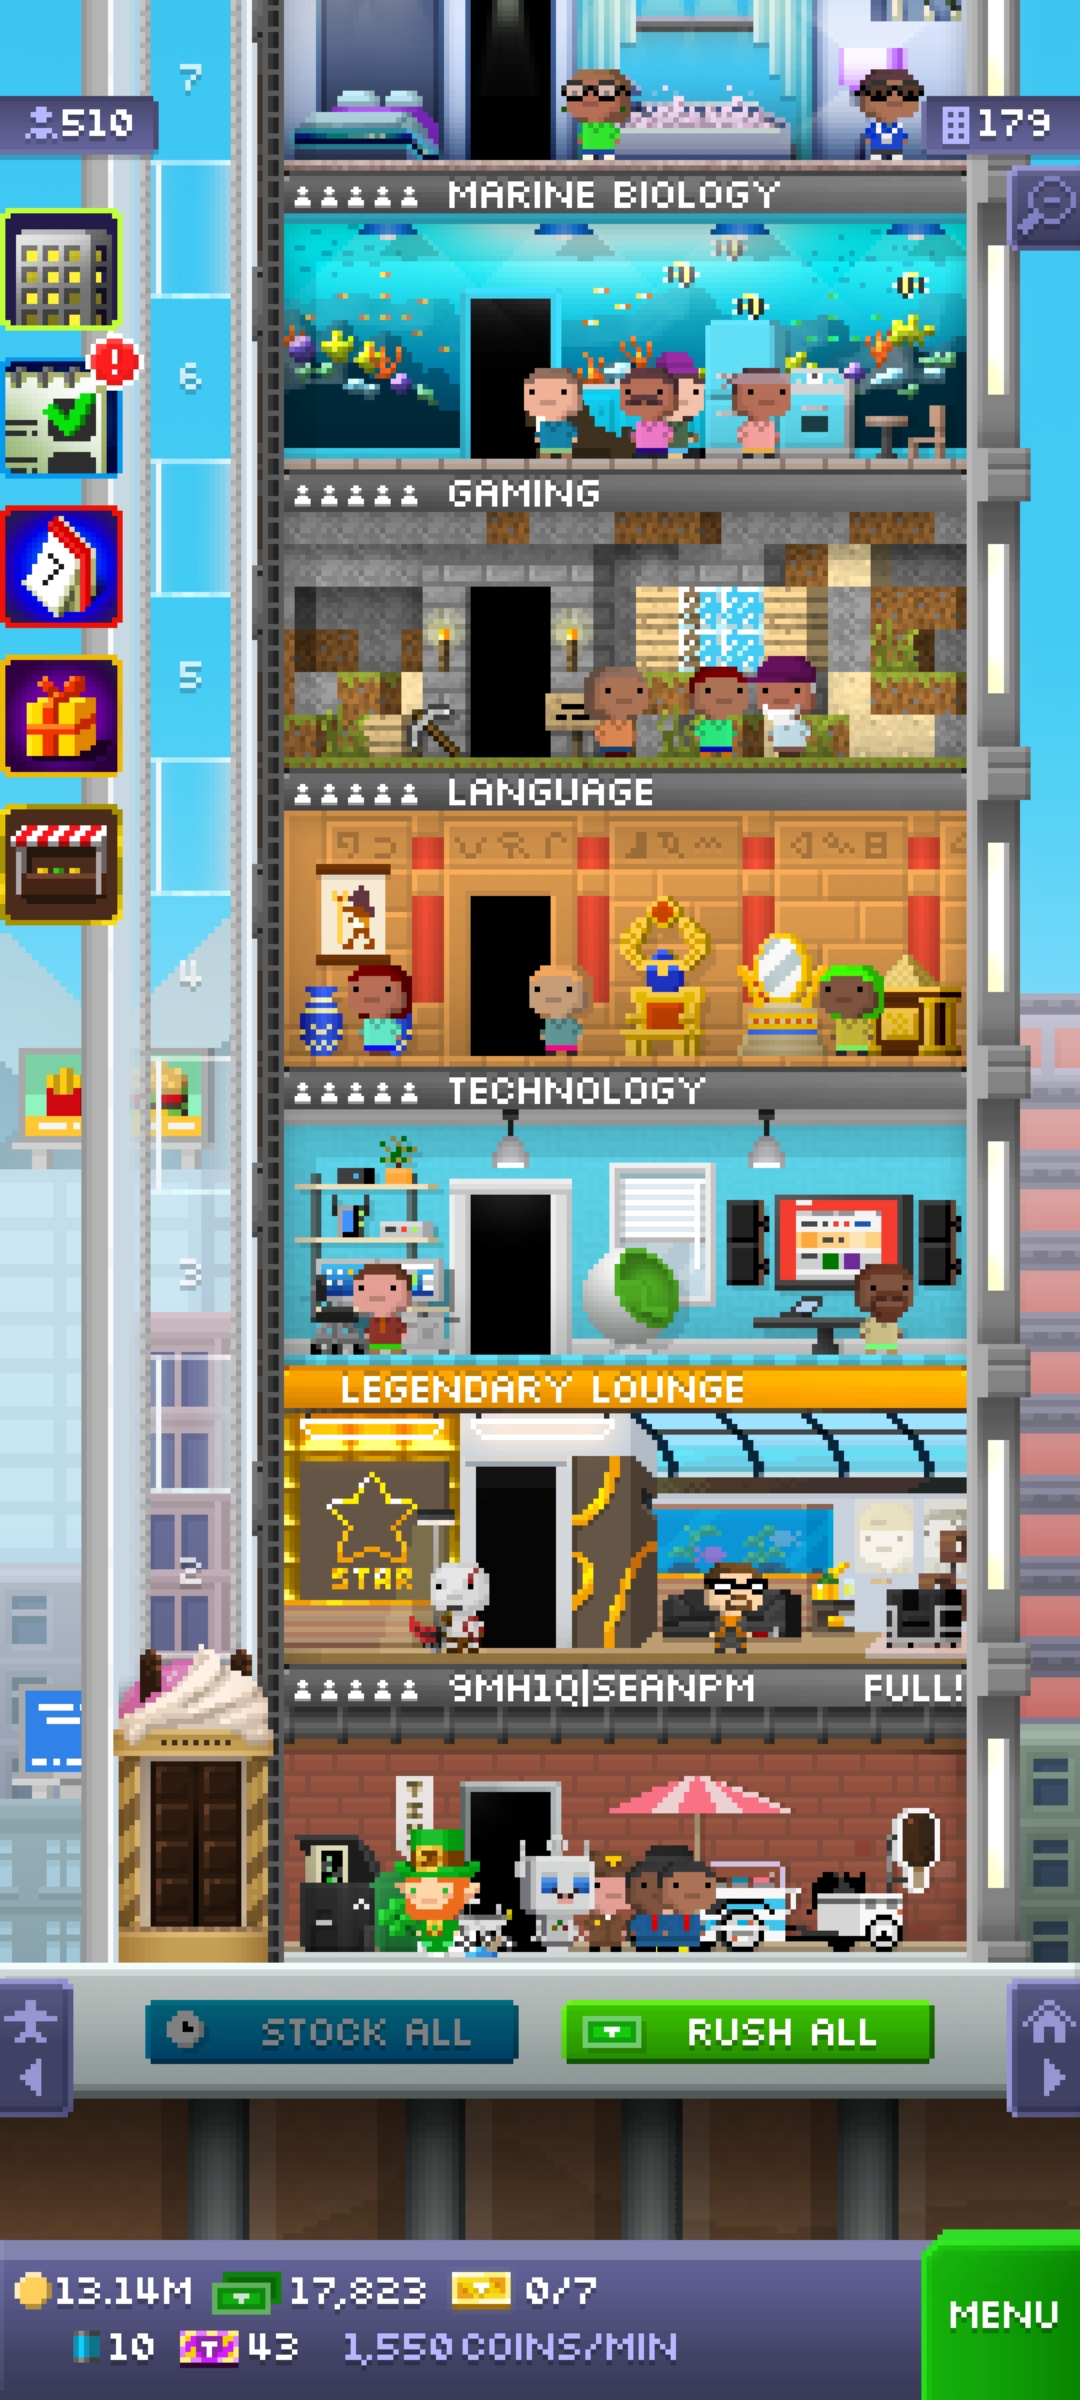 7
510
179
MARINE BIOLOGY
6
GAMING
7
5
LANGUAGE
4
TECHNOLOGY
3
LEGENDARY LOUNGE
STAR
2
9MH1Q|SEANPM FULL!
STOCK ALL
RUSH ALL
13.14M 17,823 0/7
10 43 1,550 COINS/MIN
MENU